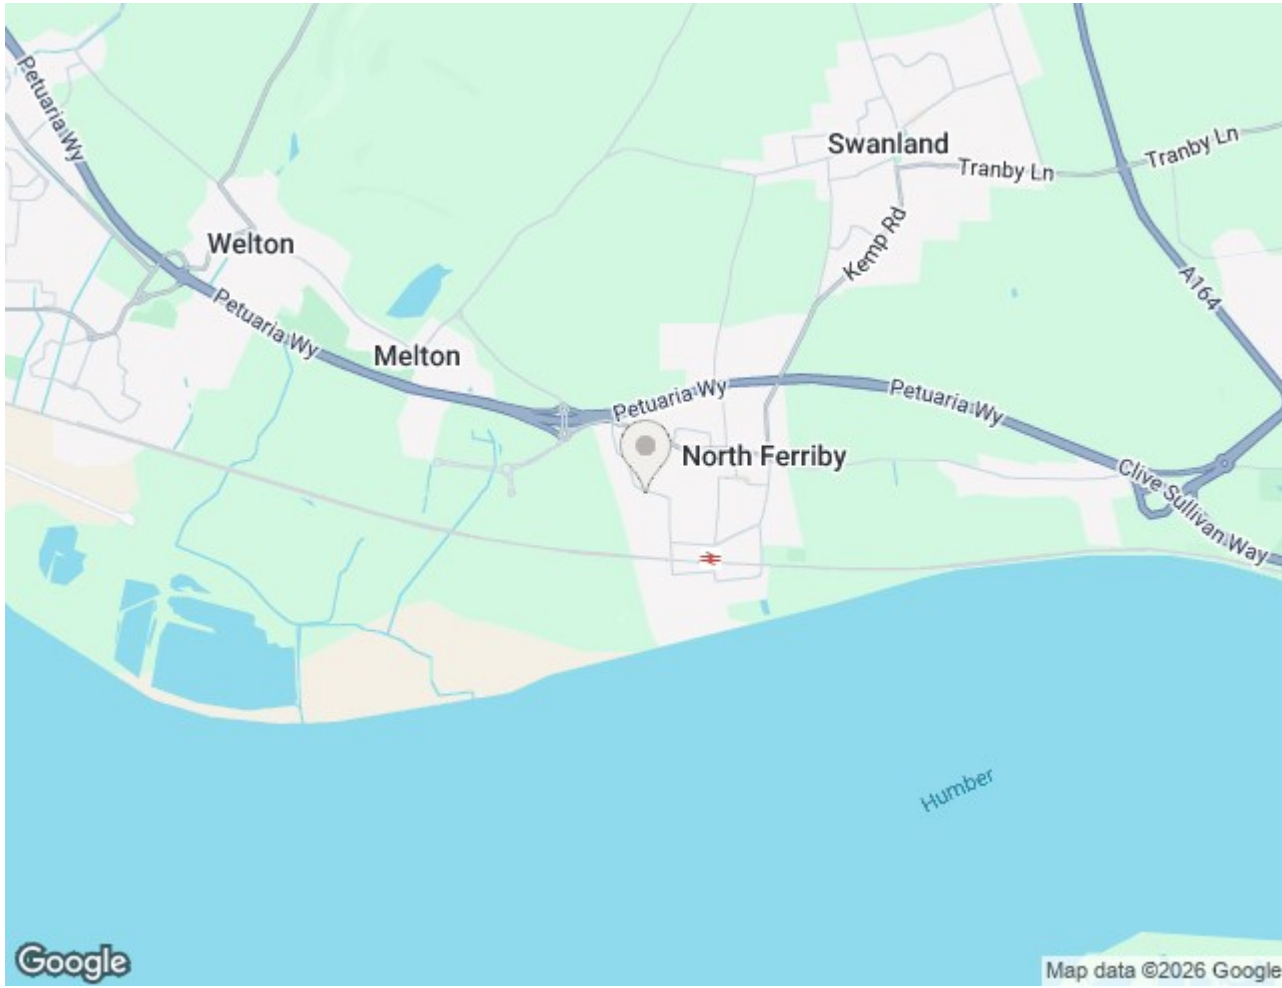 Petuaria Wy
Swanland
Tranby Ln
Tranby Ln
Welton
Kemp Rd
A164
Petuaria Wy
Melton
Petuaria Wy
Petuaria Wy
North Ferriby
Clive Sullivan Way
Humber
Google
Map data ©2026 Google